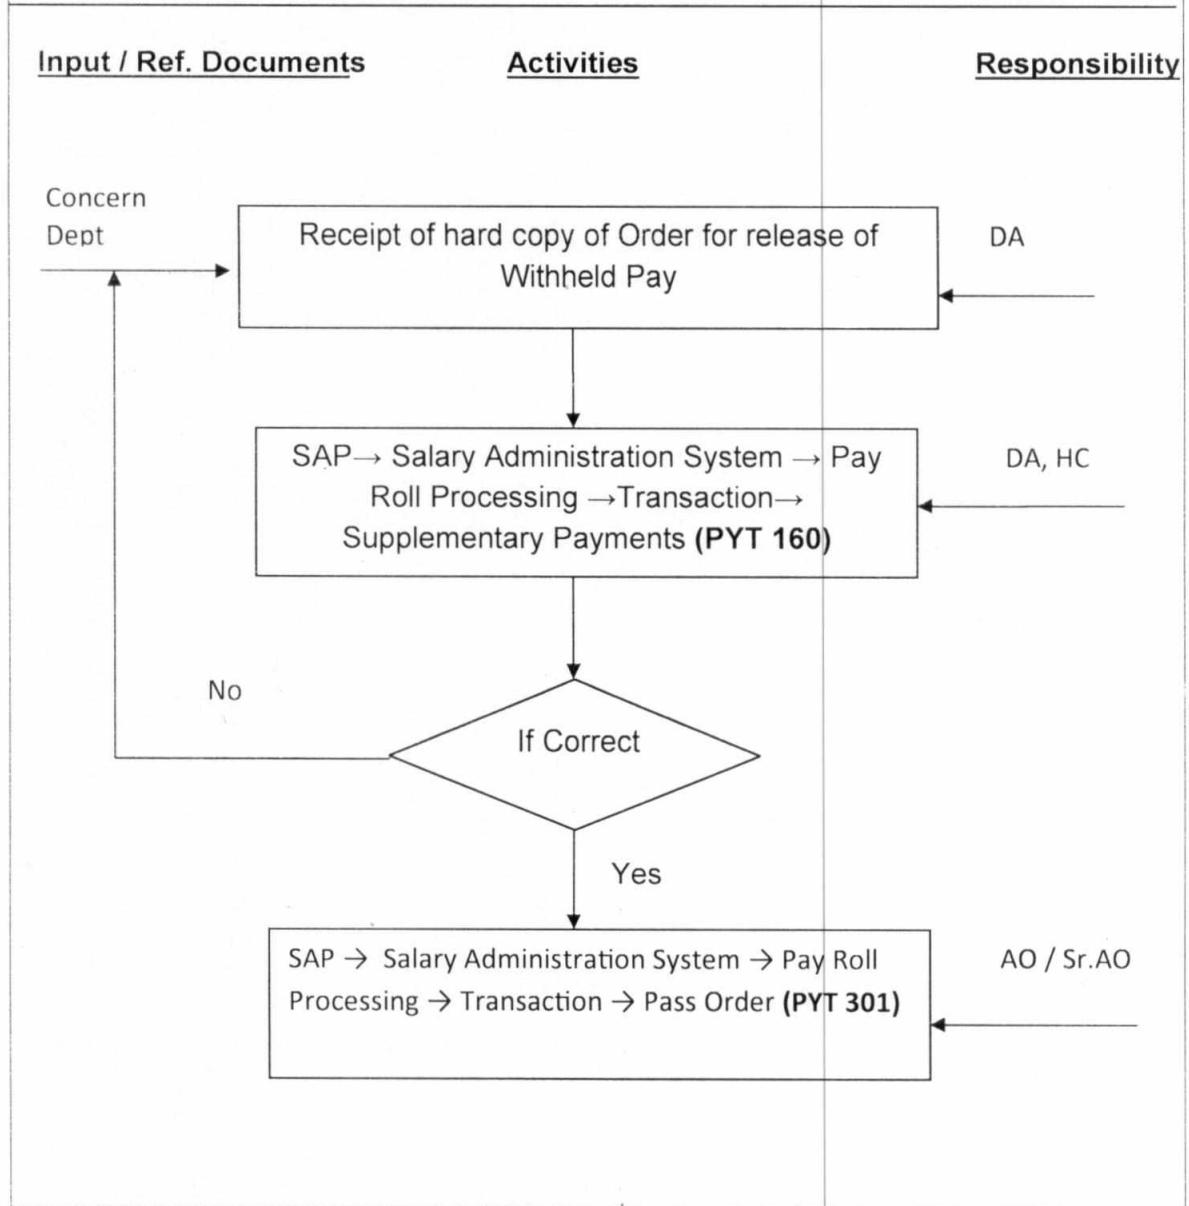 Input / Ref. Documents Activities Responsibility
Concern
Dept
Receipt of hard copy of Order for release of
Withheld Pay
DA
SAP→ Salary Administration System → Pay
Roll Processing →Transaction→
Supplementary Payments (PYT 160)
DA, HC
No
If Correct
Yes
SAP → Salary Administration System → Pay Roll
Processing → Transaction → Pass Order (PYT 301)
AO / Sr.AO